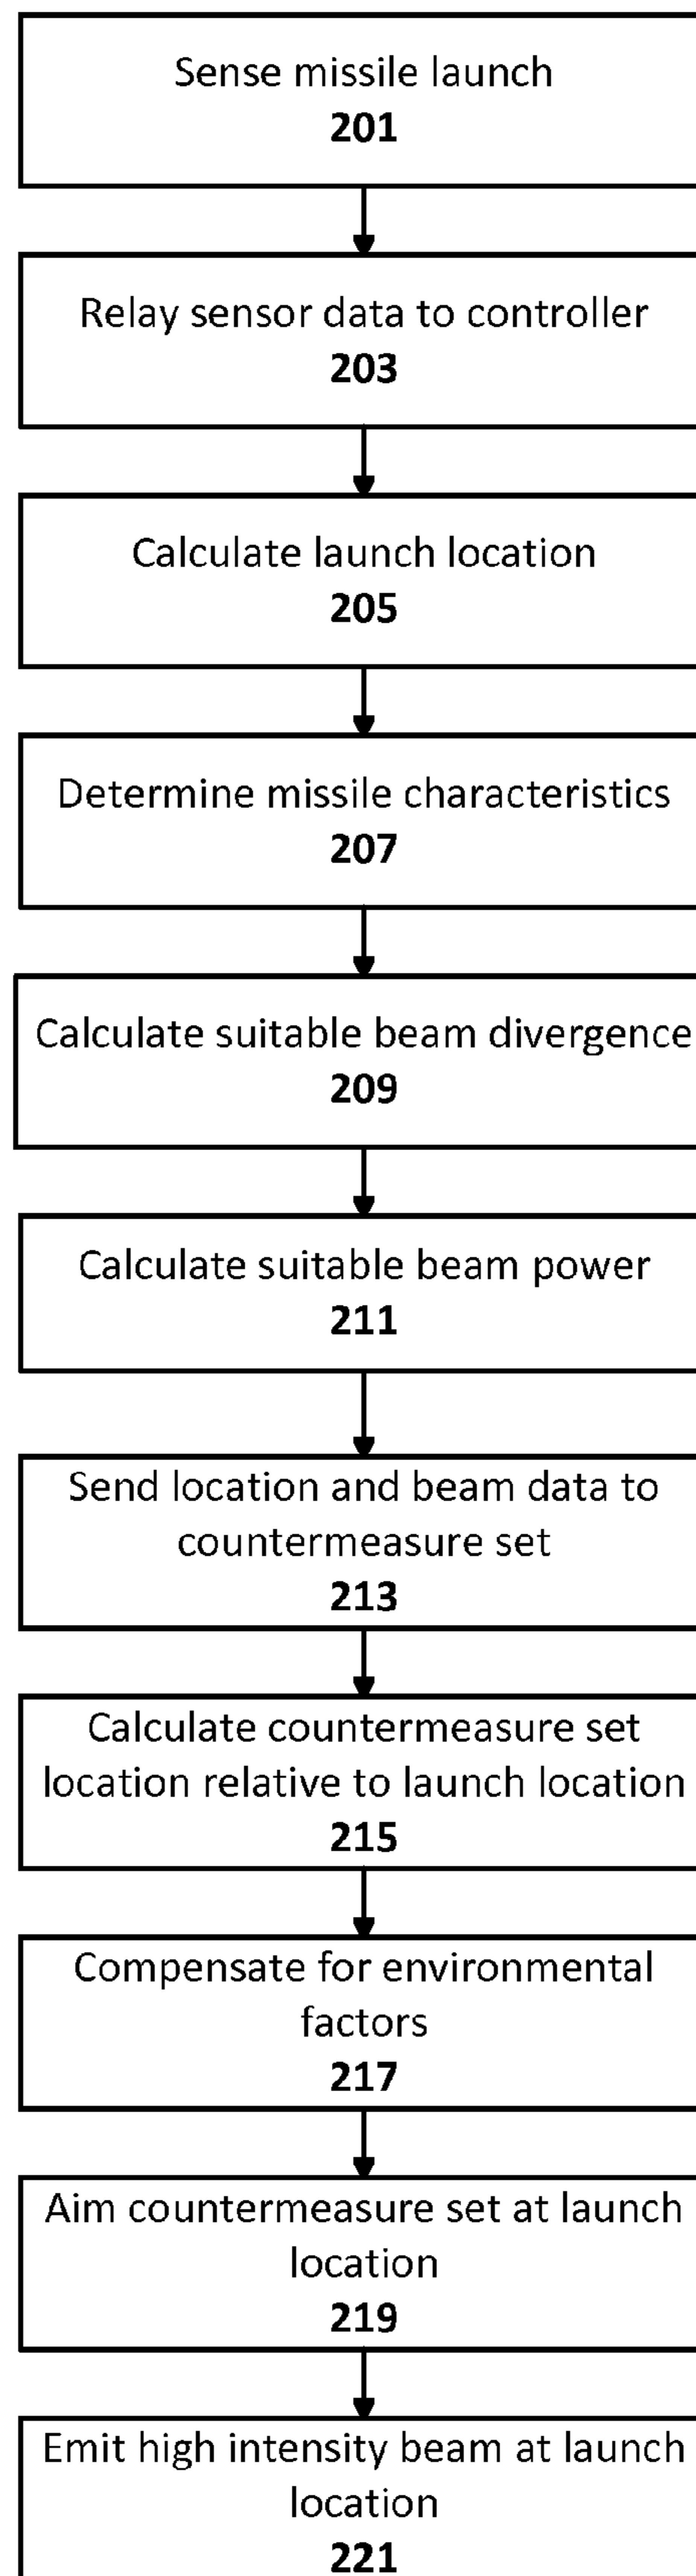 Sense missile launch
201
Relay sensor data to controller
203
Calculate launch location
205
Determine missile characteristics
207
Calculate suitable beam divergence
209
Calculate suitable beam power
211
Send location and beam data to
countermeasure set
213
Calculate countermeasure set
location relative to launch location
215
Compensate for environmental
factors
217
Aim countermeasure set at launch
location
219
Emit high intensity beam at launch
location
221